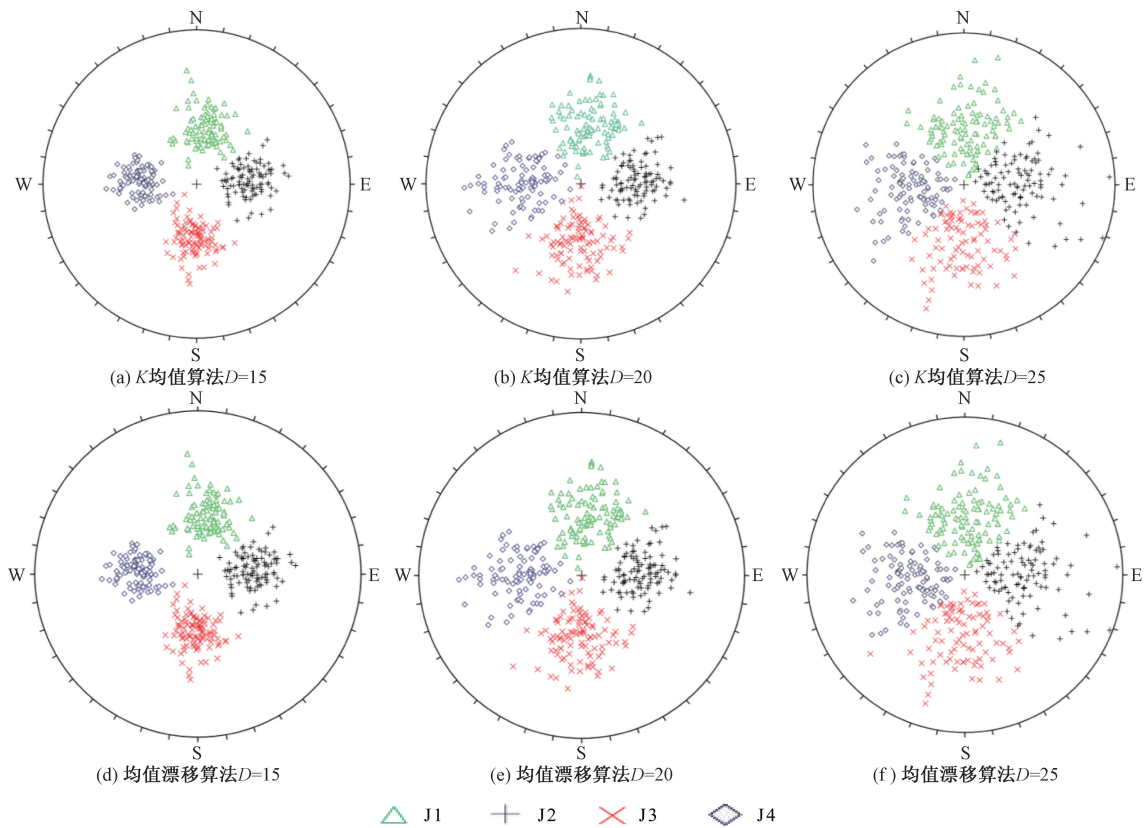 N N N
W E W E W E
S S S
(a) K均值算法D=15 (b) K均值算法D=20 (c) K均值算法D=25
N N N
W E W E W E
S S S
(d) 均值漂移算法D=15 (e) 均值漂移算法D=20 (f) 均值漂移算法D=25
J1 J2 J3 J4